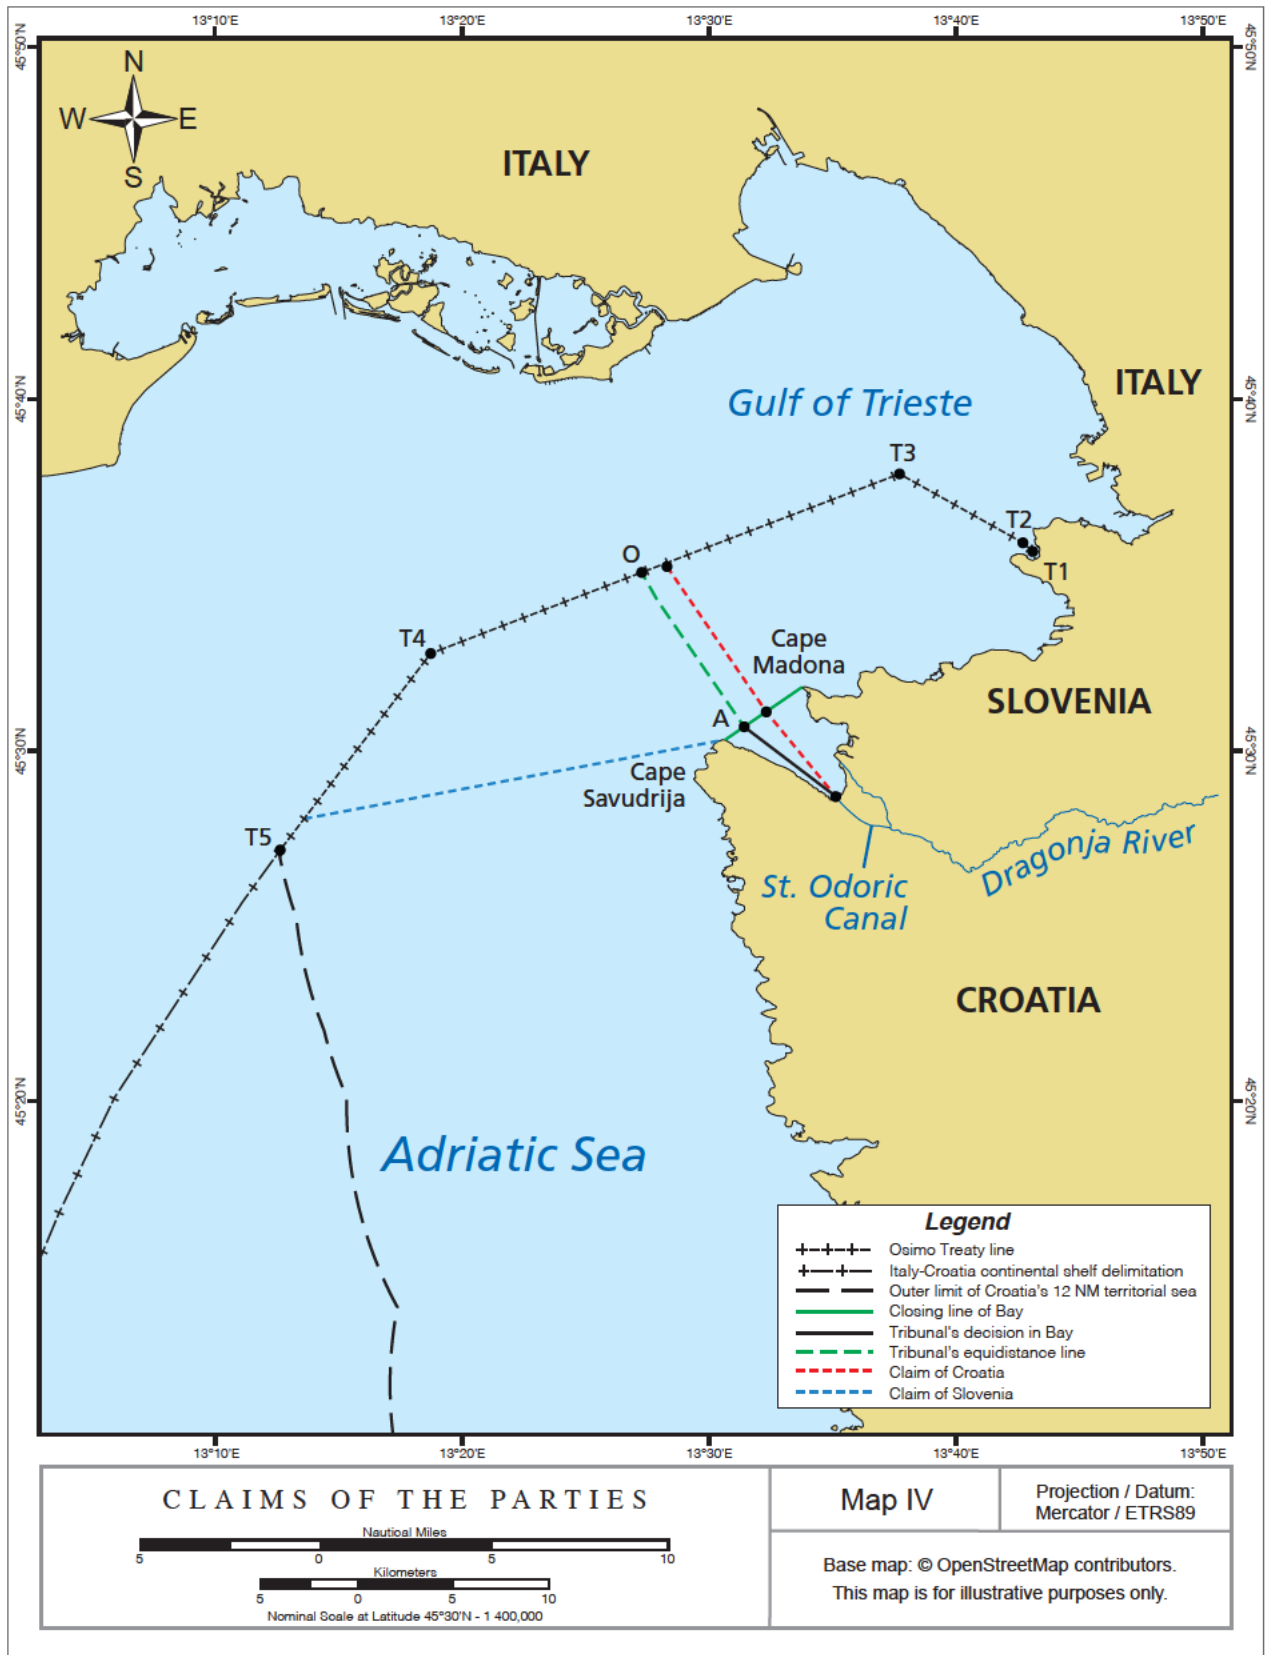 13°10'E 13°20'E 13°30'E 13°40'E 13°50'E
45°50'N 45°50'N
N
W E
S
ITALY
ITALY
45°40'N 45°40'N
Gulf of Trieste
T3
T2
T1
O
T4
Cape
Madona
SLOVENIA
A
45°30'N 45°30'N
Cape
Savudrija
T5
Dragonja River
St. Odoric
Canal
CROATIA
45°20'N 45°20'N
Adriatic Sea
Legend
Osimo Treaty line
Italy-Croatia continental shelf delimitation
Outer limit of Croatia's 12 NM territorial sea
Closing line of Bay
Tribunal's decision in Bay
Tribunal's equidistance line
Claim of Croatia
Claim of Slovenia
13°10'E 13°20'E 13°30'E 13°40'E 13°50'E
CLAIMS OF THE PARTIES
Nautical Miles
5 0 5 10
Kilometers
5 0 5 10
Nominal Scale at Latitude 45°30'N - 1 400,000
Map IV
Projection / Datum:
Mercator / ETRS89
Base map: © OpenStreetMap contributors.
This map is for illustrative purposes only.